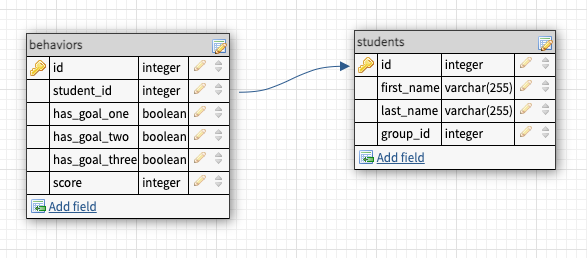 behaviors
id integer
student_id integer
has_goal_one boolean
has_goal_two boolean
has_goal_three boolean
score integer
Add field
students
id integer
first_name varchar(255)
last_name varchar(255)
group_id integer
Add field